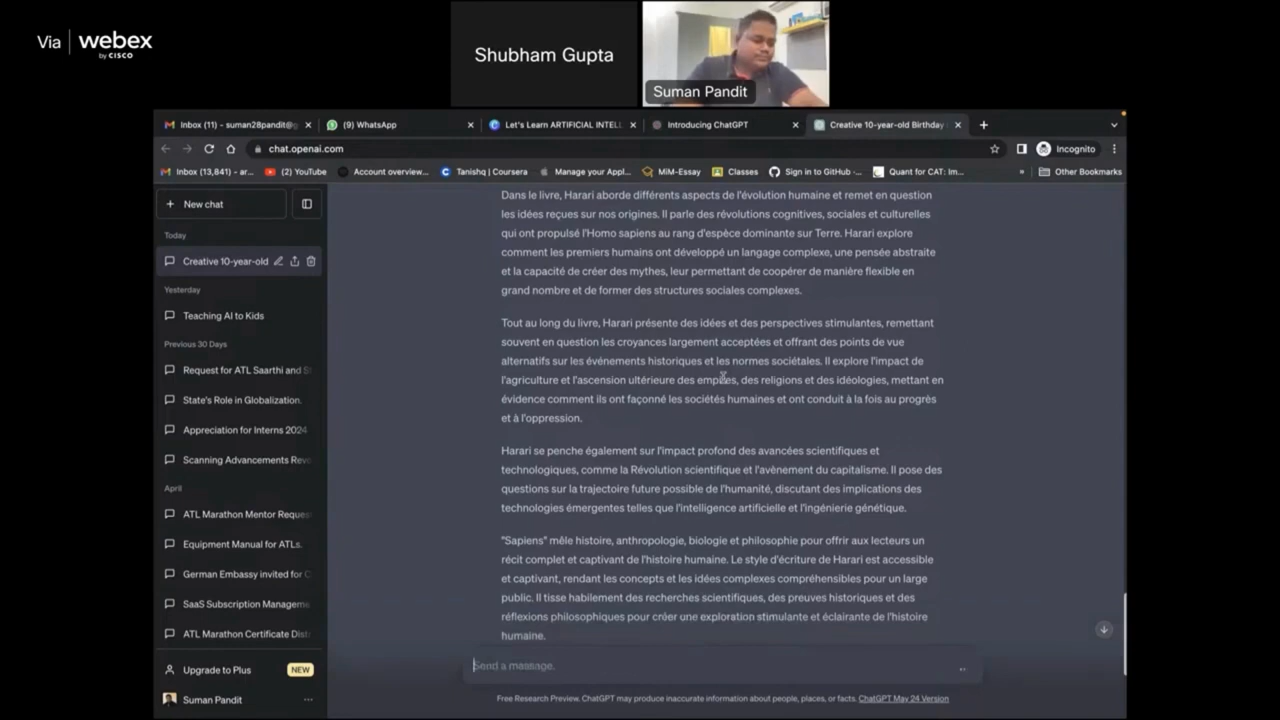 Via webex
by CISCO
Shubham Gupta
Suman Pandit
Inbox (11) - suman28pandit@g
(9) WhatsApp
Let's Learn ARTIFICIAL INTELL
Introducing ChatGPT
Creative 10-year-old Birthday
chat.openai.com
Incognito
Inbox (13,841) - ar...
(2) YouTube
Account overview...
Tanishq | Coursera
Manage your Appl...
MiM-Essay
Classes
Sign in to GitHub ·...
Quant for CAT: Im...
Other Bookmarks
New chat
Today
Creative 10-year-old
Yesterday
Teaching AI to Kids
Previous 30 Days
Request for ATL Saarthi and S
State's Role in Globalization.
Appreciation for Interns 2024
Scanning Advancements Revo
April
ATL Marathon Mentor Reques
Equipment Manual for ATLs.
German Embassy invited for C
SaaS Subscription Manageme
ATL Marathon Certificate Dist
Upgrade to Plus
NEW
Suman Pandit
Dans le livre, Harari aborde différents aspects de l'évolution humaine et remet en question
les idées reçues sur nos origines. Il parle des révolutions cognitives, sociales et culturelles
qui ont propulsé l'Homo sapiens au rang d'espèce dominante sur Terre. Harari explore
comment les premiers humains ont développé un langage complexe, une pensée abstraite
et la capacité de créer des mythes, leur permettant de coopérer de manière flexible en
grand nombre et de former des structures sociales complexes.
Tout au long du livre, Harari présente des idées et des perspectives stimulantes, remettant
souvent en question les croyances largement acceptées et offrant des points de vue
alternatifs sur les événements historiques et les normes sociétales. Il explore l'impact de
l'agriculture et l'ascension ultérieure des empires, des religions et des idéologies, mettant en
évidence comment ils ont façonné les sociétés humaines et ont conduit à la fois au progrès
et à l'oppression.
Harari se penche également sur l'impact profond des avancées scientifiques et
technologiques, comme la Révolution scientifique et l'avènement du capitalisme. Il pose des
questions sur la trajectoire future possible de l'humanité, discutant des implications des
technologies émergentes telles que l'intelligence artificielle et l'ingénierie génétique.
"Sapiens" mêle histoire, anthropologie, biologie et philosophie pour offrir aux lecteurs un
récit complet et captivant de l'histoire humaine. Le style d'écriture de Harari est accessible
et captivant, rendant les concepts et les idées complexes compréhensibles pour un large
public. Il tisse habilement des recherches scientifiques, des preuves historiques et des
réflexions philosophiques pour créer une exploration stimulante et éclairante de l'histoire
humaine.
Send a message.
Free Research Preview. ChatGPT may produce inaccurate information about people, places, or facts. ChatGPT May 24 Version